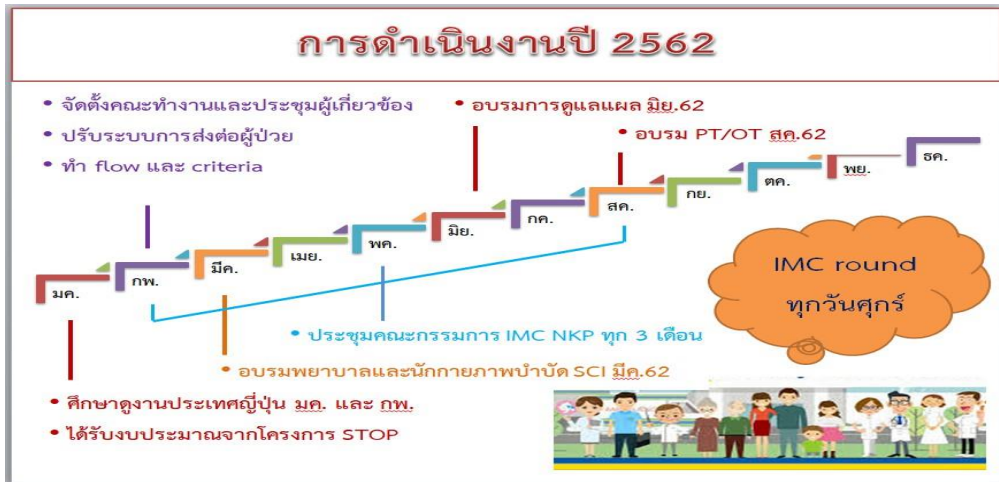 การดำเนินงานปี 2562
• จัดตั้งคณะทำงานและประชุมผู้เกี่ยวข้อง
• ปรับระบบการส่งต่อผู้ป่วย
• ทำ flow และ criteria
• อบรมการดูแลแผล มิย.62
• อบรม PT/OT สค.62
มค.
กพ.
มีค.
เมย.
พค.
มิย.
กค.
สค.
กย.
ตค.
พย.
ธค.
IMC round
ทุกวันศุกร์
• ประชุมคณะกรรมการ IMC NKP ทุก 3 เดือน
• อบรมพยาบาลและนักกายภาพบำบัด SCI มีค.62
• ศึกษาดูงานประเทศญี่ปุ่น มค. และ กพ.
• ได้รับงบประมาณจากโครงการ STOP